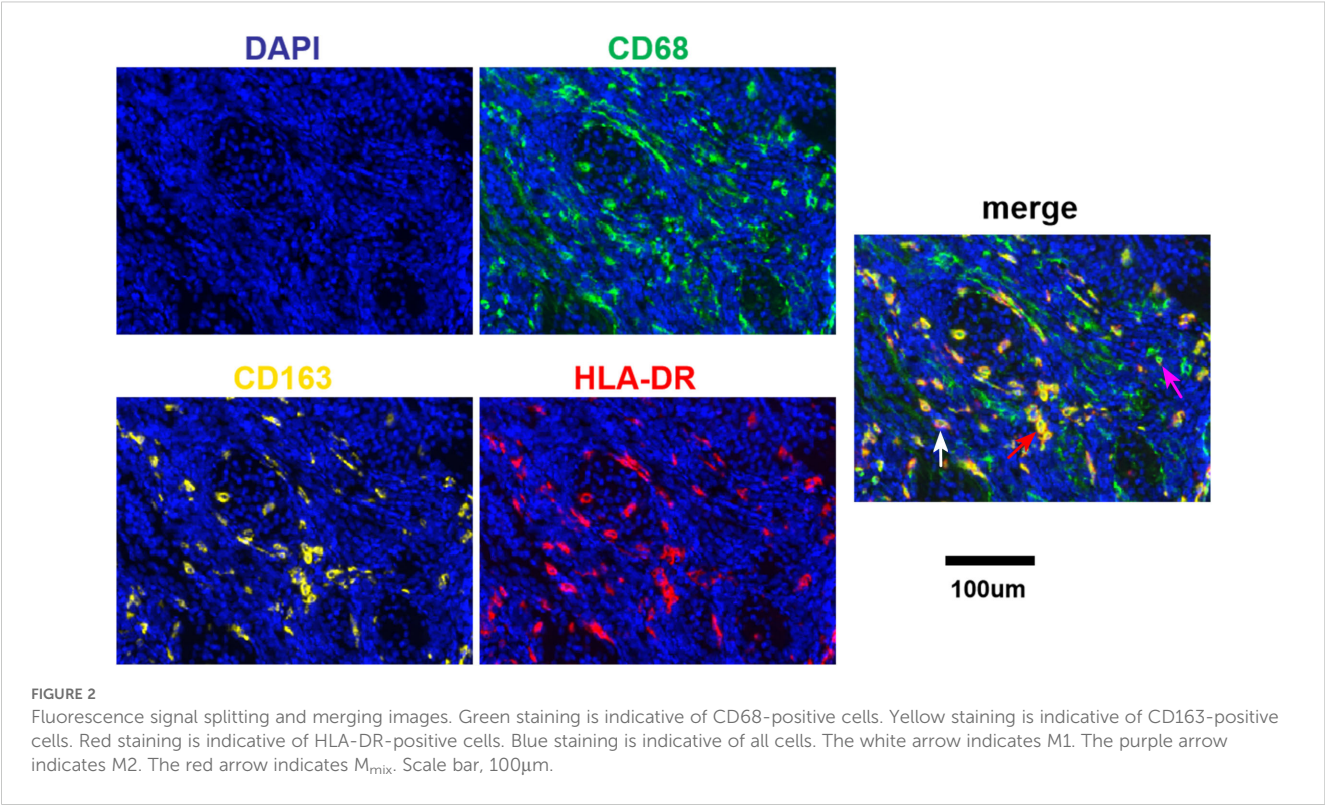 DAPI
CD68
merge
CD163
HLA-DR
100um
FIGURE 2
Fluorescence signal splitting and merging images. Green staining is indicative of CD68-positive cells. Yellow staining is indicative of CD163-positive
cells. Red staining is indicative of HLA-DR-positive cells. Blue staining is indicative of all cells. The white arrow indicates M1. The purple arrow
indicates M2. The red arrow indicates Mmix. Scale bar, 100μm.